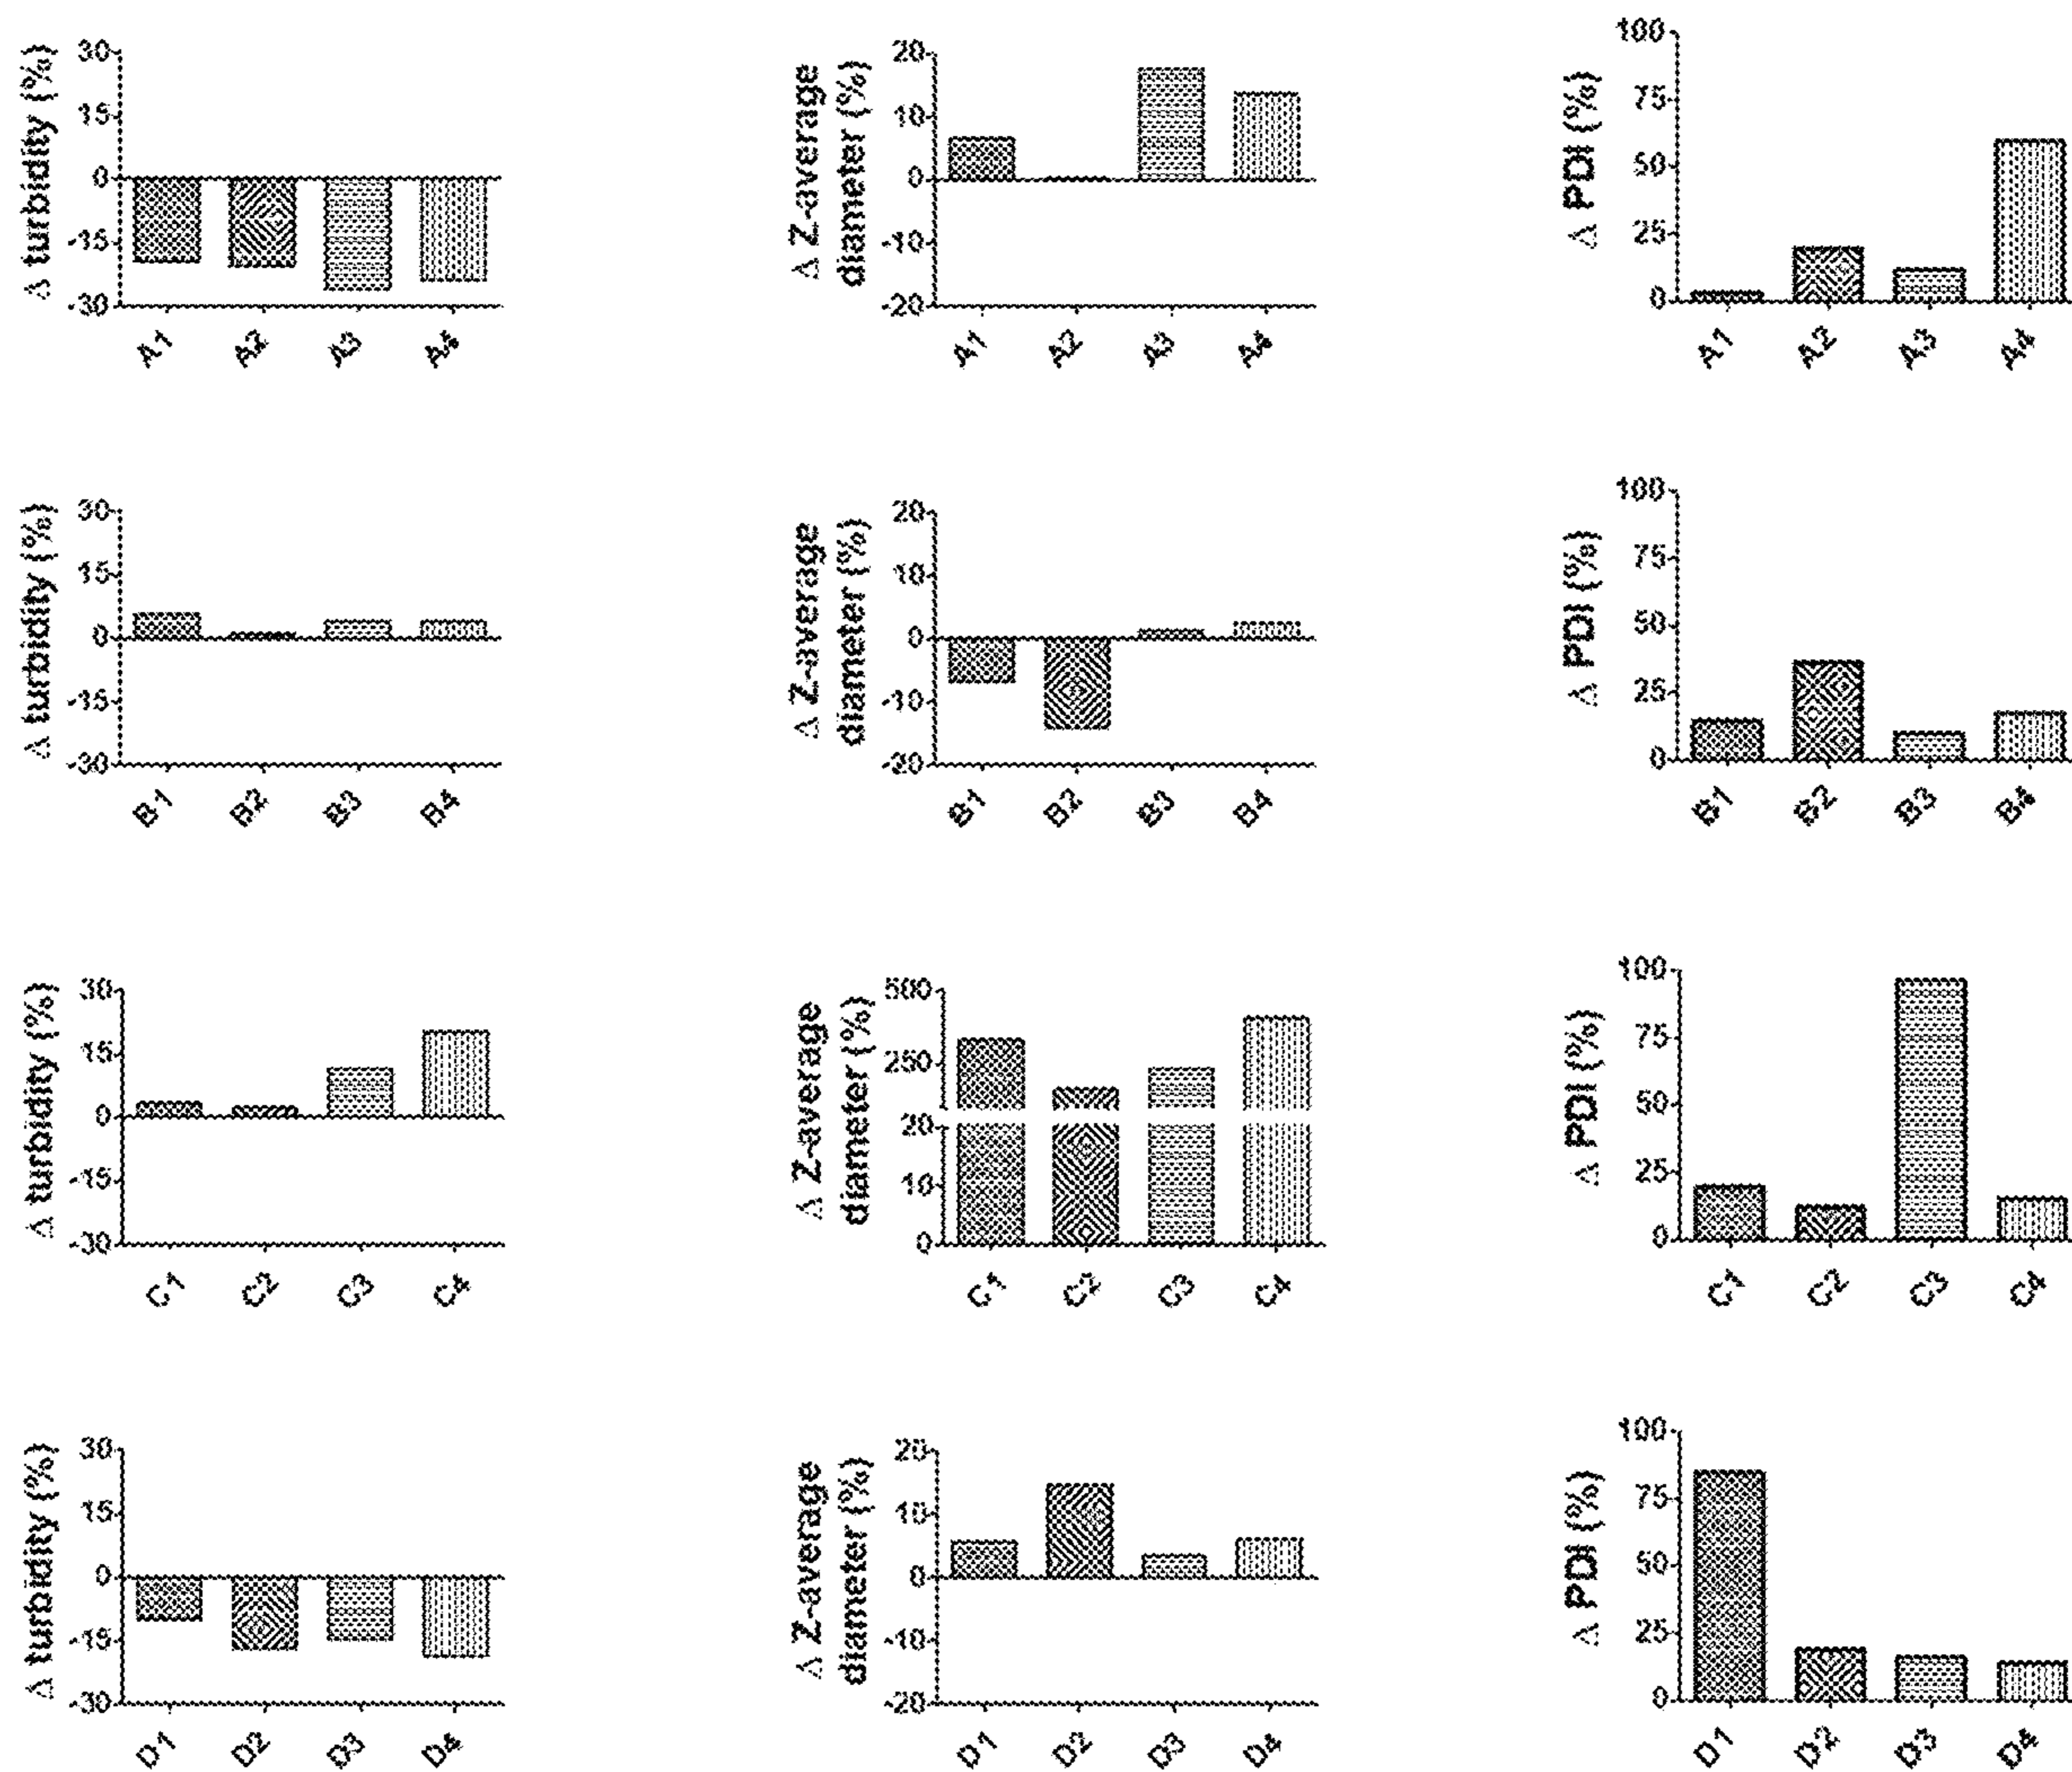 Δ turbidity (%)
30
15
0
-15
-30
A1 A2 A3 A4
Δ Z-average
diameter (%)
20
10
0
-10
-20
A1 A2 A3 A4
Δ PDI (%)
100
75
50
25
0
A1 A2 A3 A4
Δ turbidity (%)
30
15
0
-15
-30
B1 B2 B3 B4
Δ Z-average
diameter (%)
20
10
0
-10
-20
B1 B2 B3 B4
Δ PDI (%)
100
75
50
25
0
B1 B2 B3 B4
Δ turbidity (%)
30
15
0
-15
-30
C1 C2 C3 C4
Δ Z-average
diameter (%)
500
250
20
10
0
C1 C2 C3 C4
Δ PDI (%)
100
75
50
25
0
C1 C2 C3 C4
Δ turbidity (%)
30
15
0
-15
-30
D1 D2 D3 D4
Δ Z-average
diameter (%)
20
10
0
-10
-20
D1 D2 D3 D4
Δ PDI (%)
100
75
50
25
0
D1 D2 D3 D4